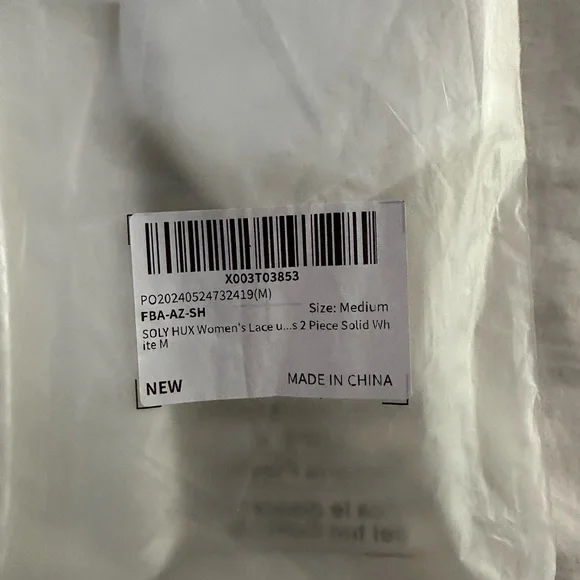 X003T03853
PO20240524732419(M)
FBA-AZ-SH Size: Medium
SOLY HUX Women's Lace u...s 2 Piece Solid Wh
ite M
NEW MADE IN CHINA